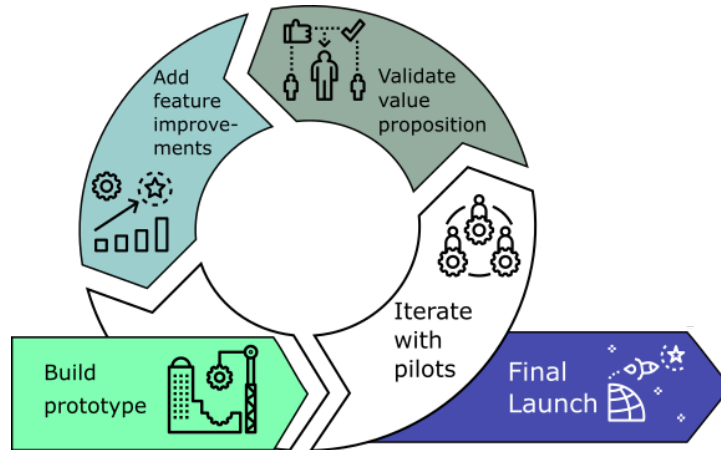 Add
feature
improve-
ments
Validate
value
proposition
Iterate
with
pilots
Build
prototype
Final
Launch